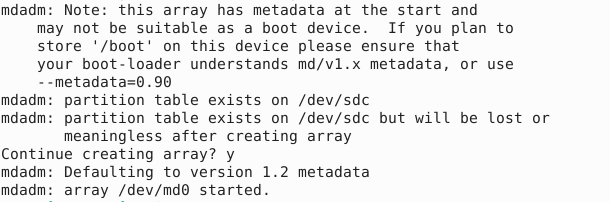 mdadm: Note: this array has metadata at the start and
    may not be suitable as a boot device.  If you plan to
    store '/boot' on this device please ensure that
    your boot-loader understands md/v1.x metadata, or use
    --metadata=0.90
mdadm: partition table exists on /dev/sdc
mdadm: partition table exists on /dev/sdc but will be lost or
       meaningless after creating array
Continue creating array? y
mdadm: Defaulting to version 1.2 metadata
mdadm: array /dev/md0 started.